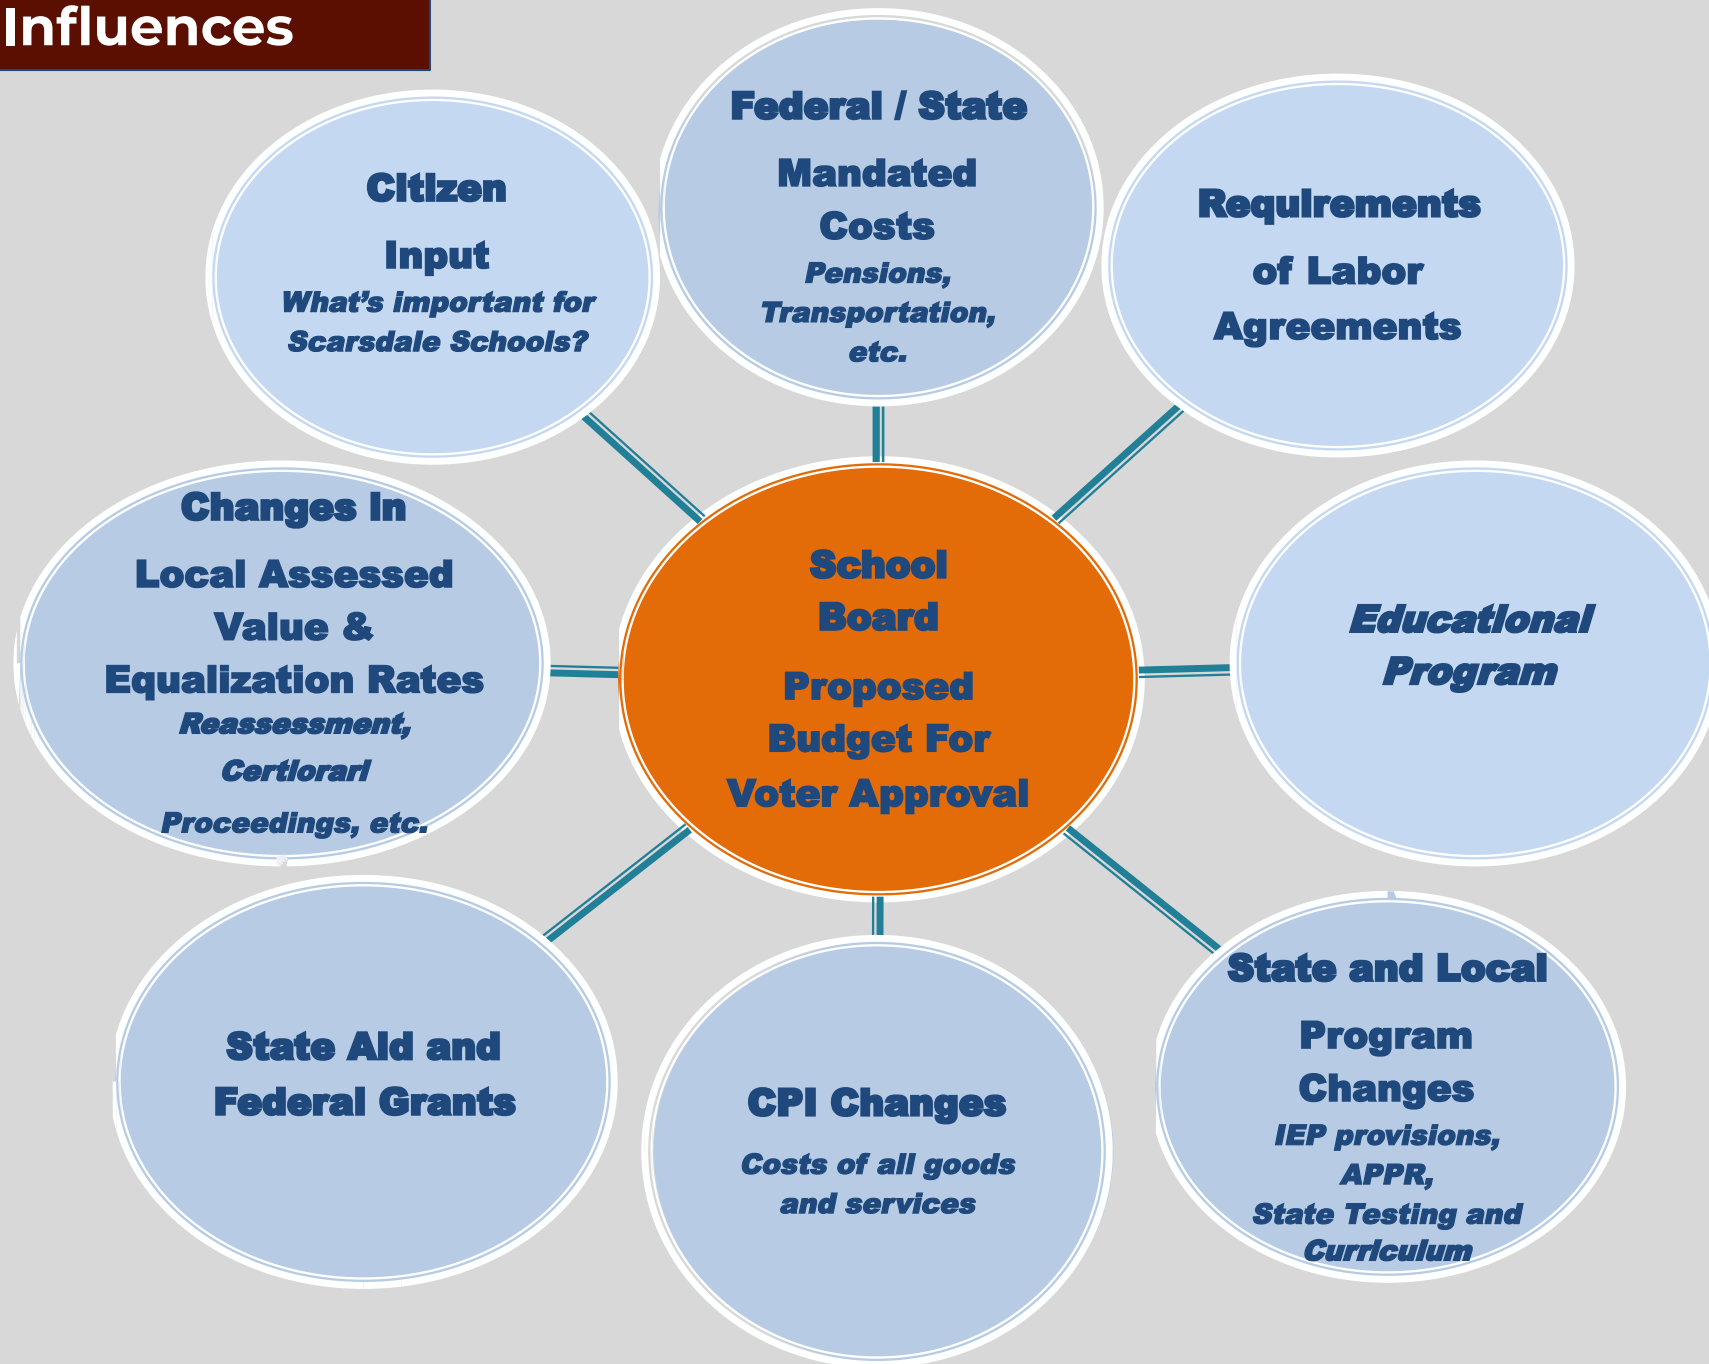 Influences
Federal / State
Mandated
Costs
Pensions,
Transportation,
etc.
Citizen
Input
What's important for
Scarsdale Schools?
Requirements
of Labor
Agreements
Changes in
Local Assessed
Value &
Equalization Rates
Reassessment,
Certiorari
Proceedings, etc.
School
Board
Proposed
Budget For
Voter Approval
Educational
Program
State Aid and
Federal Grants
CPI Changes
Costs of all goods
and services
State and Local
Program
Changes
IEP provisions,
APPR,
State Testing and
Curriculum